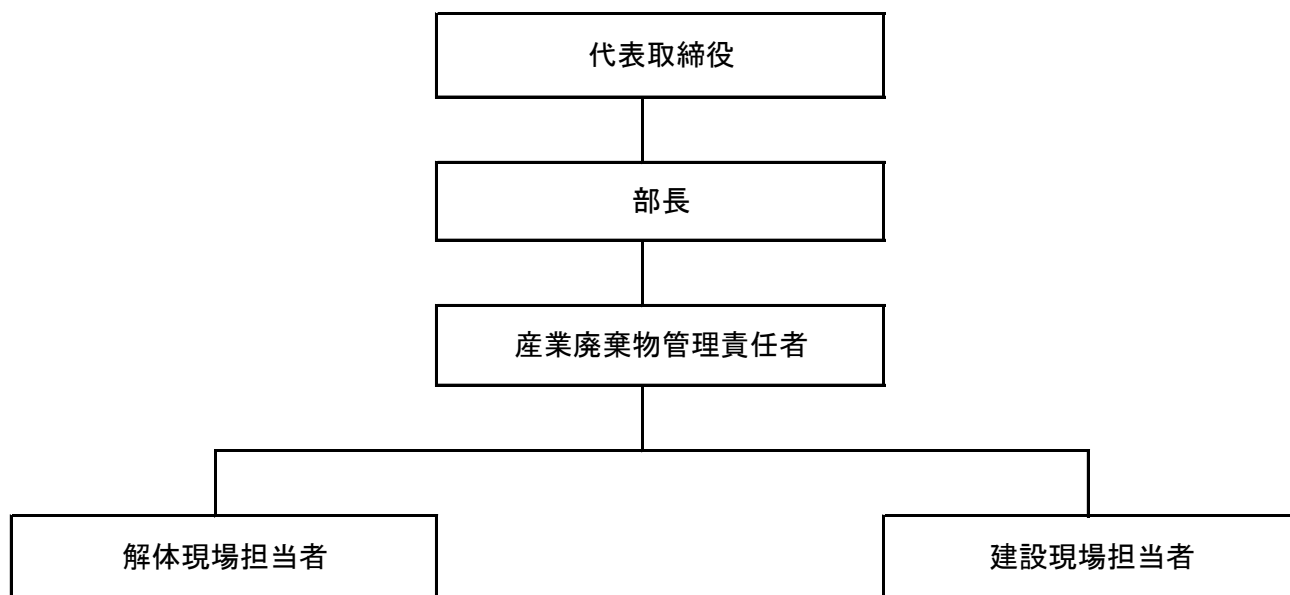 代表取締役
部長
産業廃棄物管理責任者
解体現場担当者
建設現場担当者